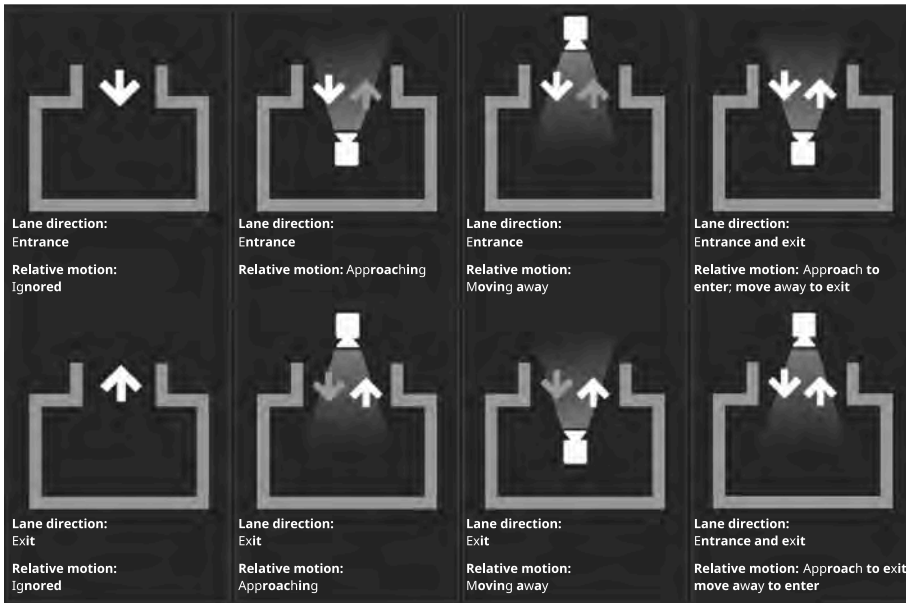 Lane direction:
Entrance
Relative motion:
Ignored
Lane direction:
Entrance
Relative motion: Approaching
Lane direction:
Entrance
Relative motion:
Moving away
Lane direction:
Entrance and exit
Relative motion: Approach to
enter; move away to exit
Lane direction:
Exit
Relative motion:
Ignored
Lane direction:
Exit
Relative motion:
Approaching
Lane direction:
Exit
Relative motion:
Moving away
Lane direction:
Entrance and exit
Relative motion: Approach to exit
move away to enter